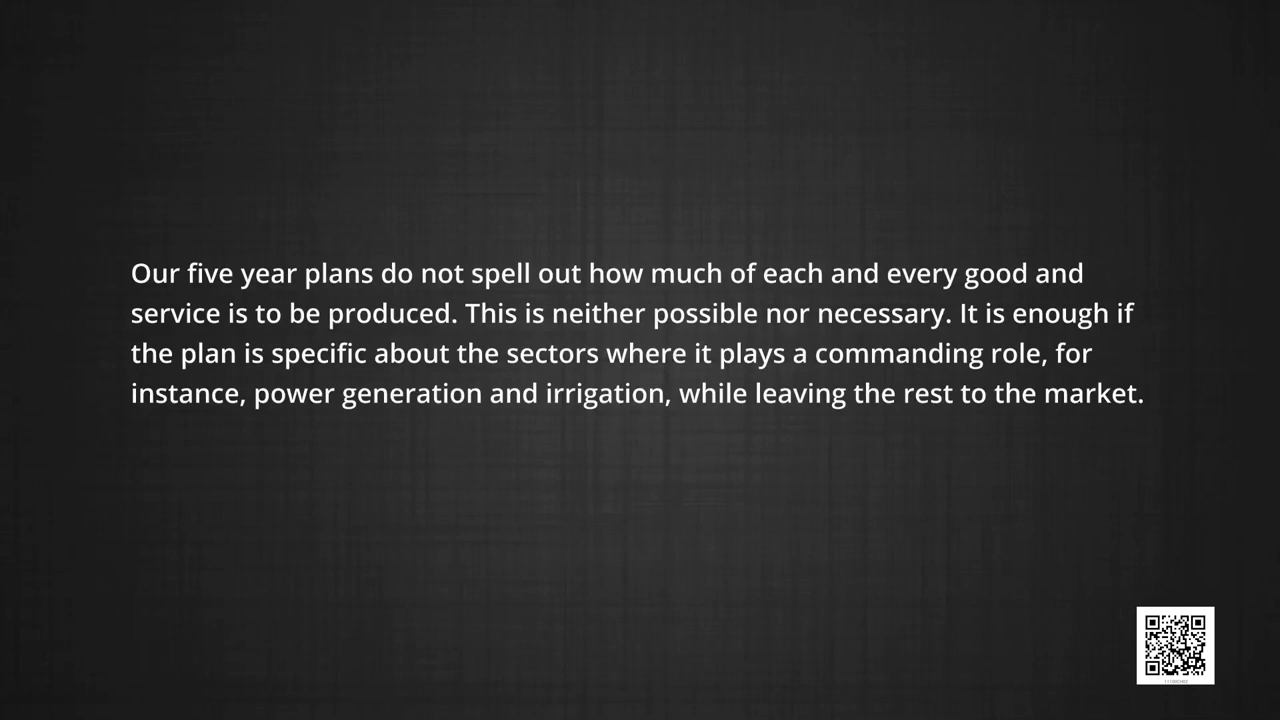 Our five year plans do not spell out how much of each and every good and
service is to be produced. This is neither possible nor necessary. It is enough if
the plan is specific about the sectors where it plays a commanding role, for
instance, power generation and irrigation, while leaving the rest to the market.